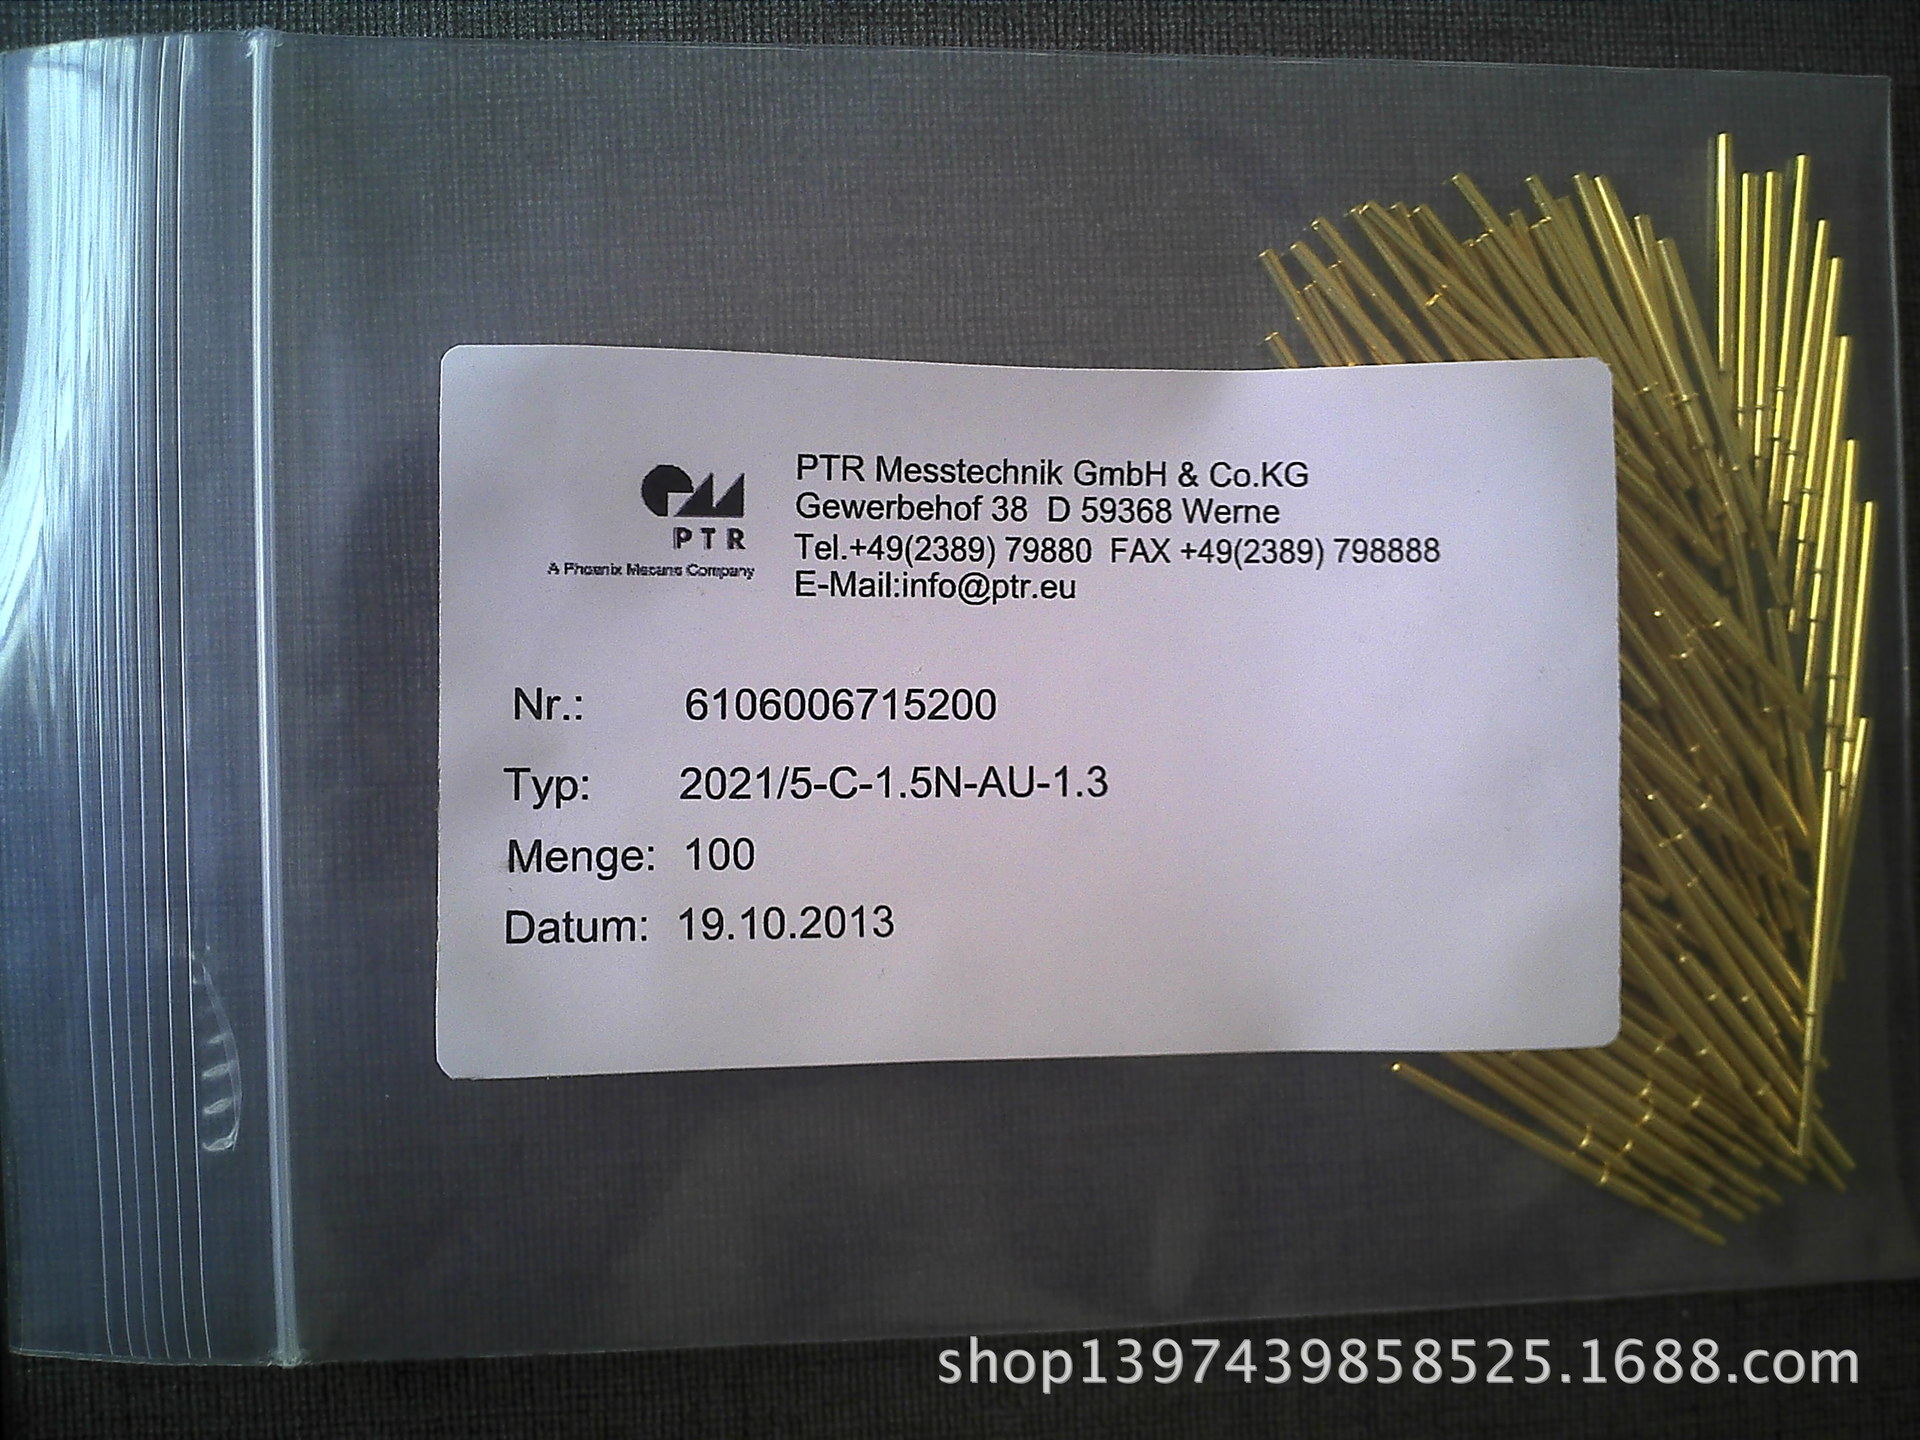 PTR Messtechnik GmbH & Co.KG
Gewerbehof 38 D 59368 Werne
Tel.+49(2389) 79880 FAX +49(2389) 798888
E-Mail:info@ptr.eu
PTR
A Phoenix Mecano Company
Nr.: 6106006715200
Typ: 2021/5-C-1.5N-AU-1.3
Menge: 100
Datum: 19.10.2013
shop1397439858525.1688.com